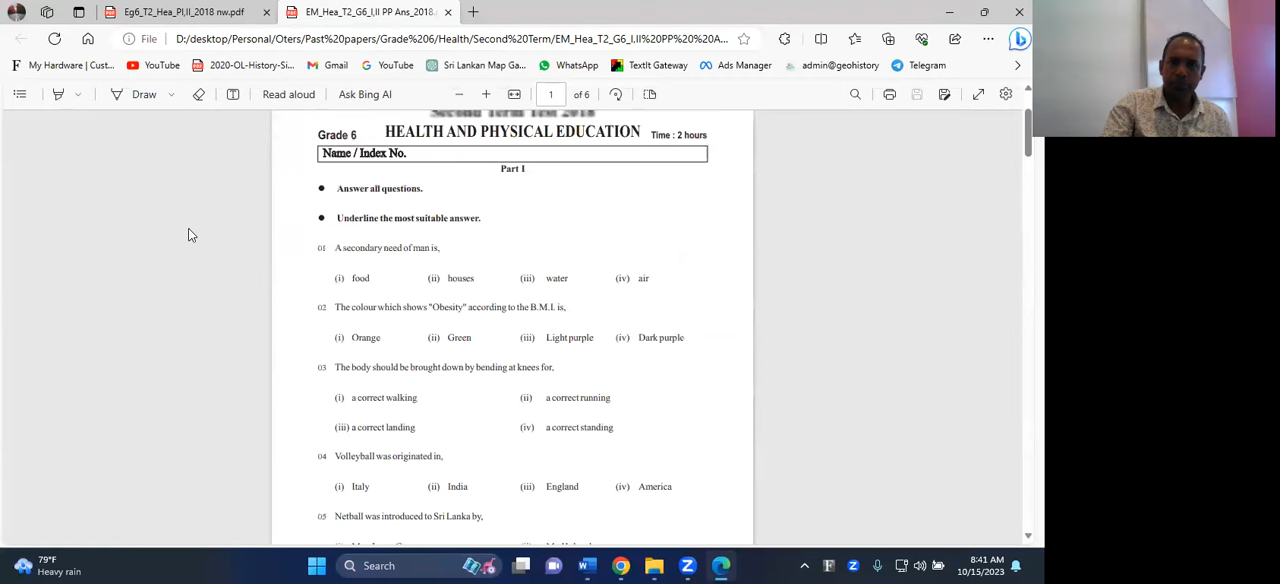 Eg6_T2_Hea_PI,II_2018 nw.pdf
EM_Hea_T2_G6_I,II PP Ans_2018.
File
D:/desktop/Personal/Oters/Past%20papers/Grade%206/Health/Second%20Term/EM_Hea_T2_G6_I,II%20PP%20%20A...
My Hardware | Cust...
YouTube
2020-OL-History-Si...
Gmail
YouTube
Sri Lankan Map Ga...
WhatsApp
TextIt Gateway
Ads Manager
admin@geohistory
Telegram
Draw
Read aloud
Ask Bing AI
1 of 6
Second Term Test 2018
Grade 6 HEALTH AND PHYSICAL EDUCATION Time : 2 hours
Name / Index No.
Part I
● Answer all questions.
● Underline the most suitable answer.
01 A secondary need of man is,
(i) food (ii) houses (iii) water (iv) air
02 The colour which shows "Obesity" according to the B.M.I. is,
(i) Orange (ii) Green (iii) Light purple (iv) Dark purple
03 The body should be brought down by bending at knees for,
(i) a correct walking (ii) a correct running
(iii) a correct landing (iv) a correct standing
04 Volleyball was originated in,
(i) Italy (ii) India (iii) England (iv) America
05 Netball was introduced to Sri Lanka by,
79°F
Heavy rain
Search
8:41 AM
10/15/2023